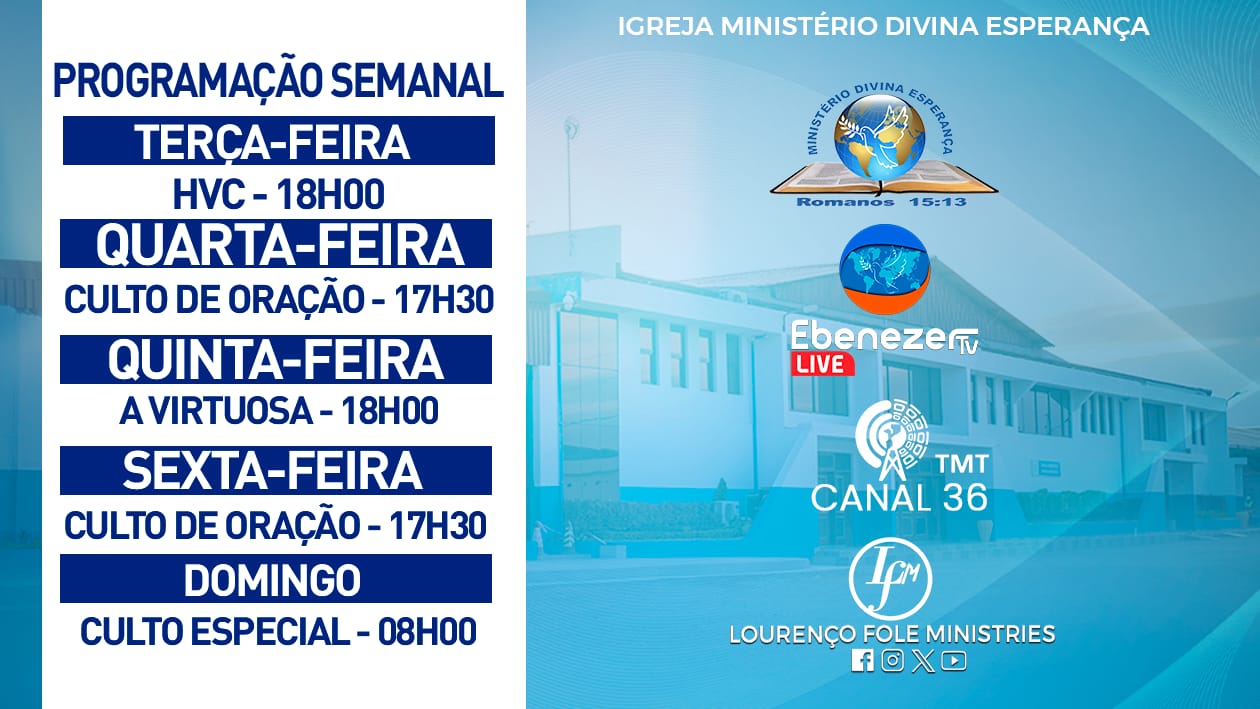 PROGRAMAÇÃO SEMANAL
TERÇA-FEIRA
HVC - 18H00
QUARTA-FEIRA
CULTO DE ORAÇÃO - 17H30
QUINTA-FEIRA
A VIRTUOSA - 18H00
SEXTA-FEIRA
CULTO DE ORAÇÃO - 17H30
DOMINGO
CULTO ESPECIAL - 08H00
IGREJA MINISTÉRIO DIVINA ESPERANÇA
MINISTÉRIO DIVINA ESPERANÇA
Romanos 15:13
Ebenezer TV
LIVE
TMT
CANAL 36
LFM
LOURENÇO FOLE MINISTRIES